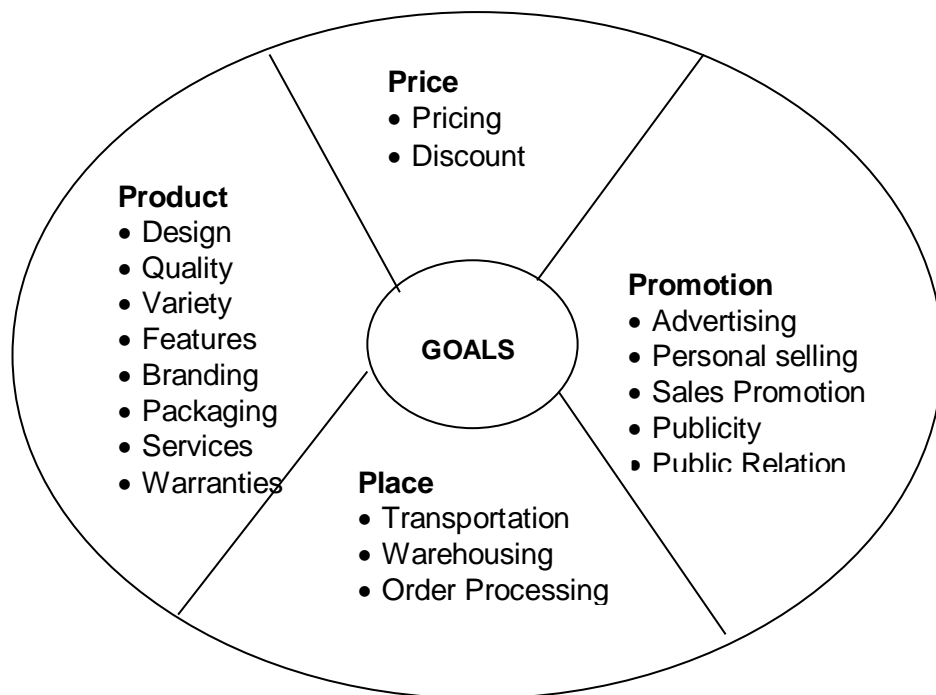 Price
• Pricing
• Discount
Product
• Design
• Quality
• Variety
• Features
• Branding
• Packaging
• Services
• Warranties
GOALS
Promotion
• Advertising
• Personal selling
• Sales Promotion
• Publicity
• Public Relation
Place
• Transportation
• Warehousing
• Order Processing